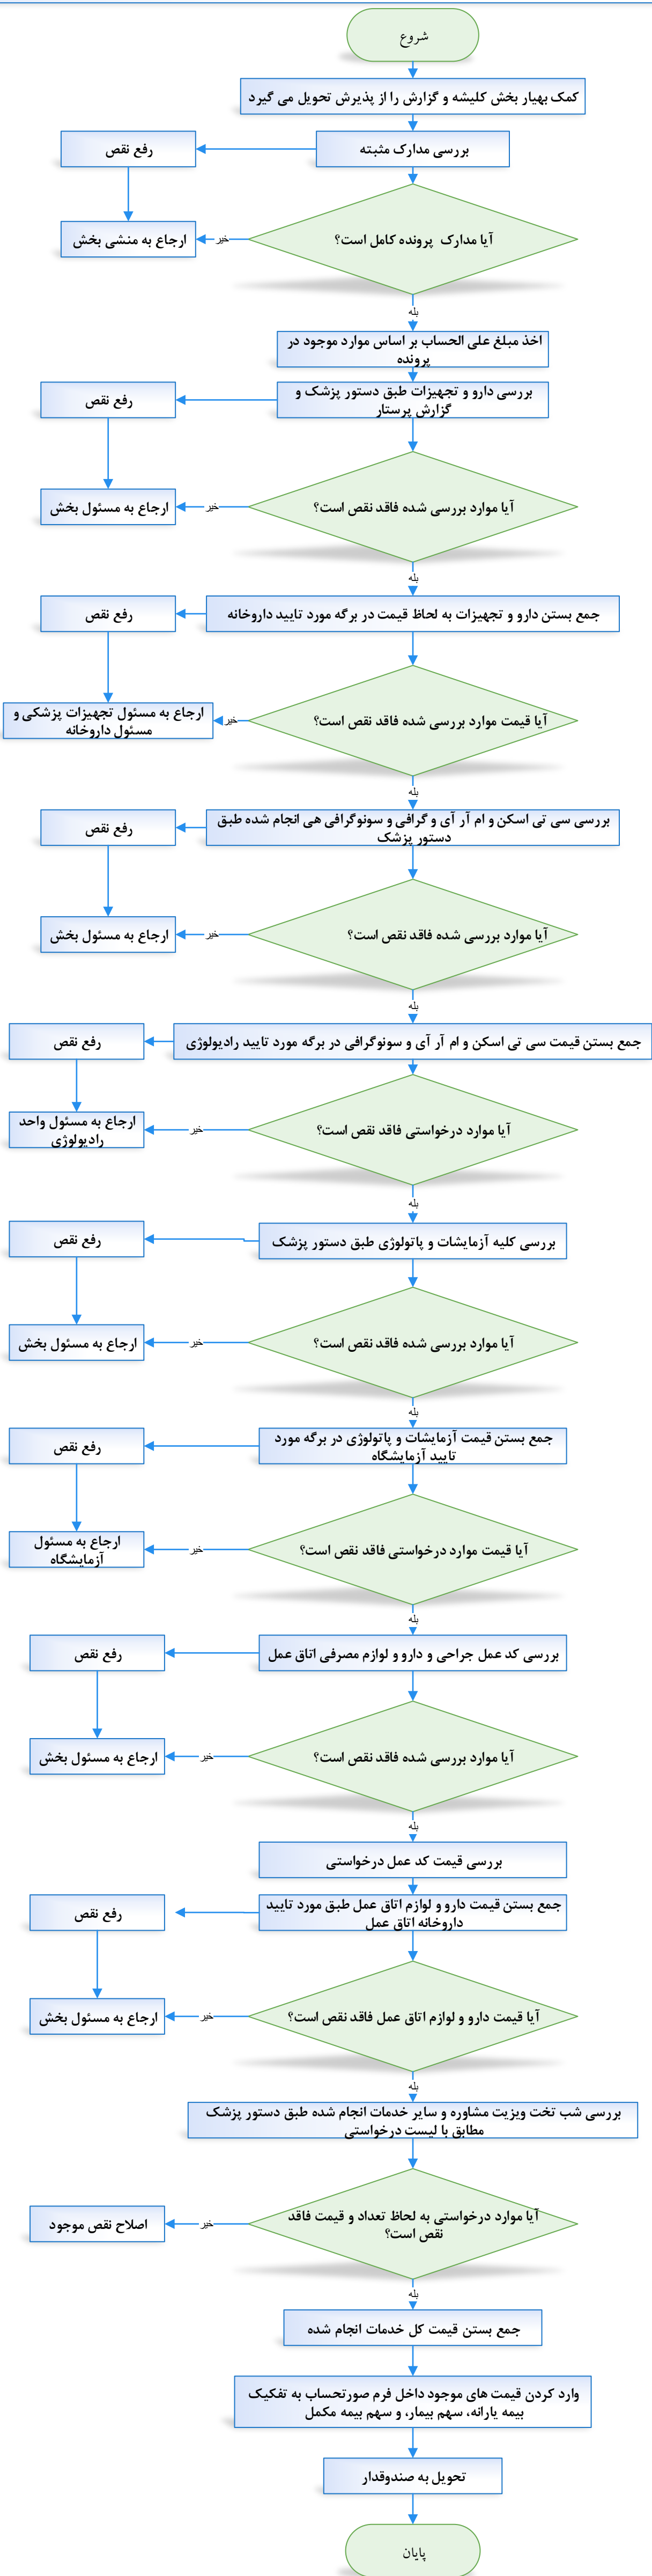 شروع
کمک بهیار بخش کلیشه و گزارش را از پذیرش تحویل می گیرد
بررسی مدارک مثبته
رفع نقص
آیا مدارک  پرونده کامل است؟
خیر
ارجاع به منشی بخش
بله
اخذ مبلغ علی الحساب بر اساس موارد موجود در
پرونده
بررسی دارو و تجهیزات طبق دستور پزشک و
گزارش پرستار
رفع نقص
آیا موارد بررسی شده فاقد نقص است؟
خیر
ارجاع به مسئول بخش
بله
جمع بستن دارو و تجهیزات به لحاظ قیمت در برگه مورد تایید داروخانه
رفع نقص
آیا قیمت موارد بررسی شده فاقد نقص است؟
خیر
ارجاع به مسئول تجهیزات پزشکی و
مسئول داروخانه
بله
بررسی سی تی اسکن و ام آر آی و گرافی و سونوگرافی هی انجام شده طبق
دستور پزشک
رفع نقص
آیا موارد بررسی شده فاقد نقص است؟
خیر
ارجاع به مسئول بخش
بله
جمع بستن قیمت سی تی اسکن و ام آر آی و سونوگرافی در برگه مورد تایید رادیولوژی
رفع نقص
آیا موارد درخواستی فاقد نقص است؟
خیر
ارجاع به مسئول واحد
رادیولوژی
بله
بررسی کلیه آزمایشات و پاتولوژی طبق دستور پزشک
رفع نقص
آیا موارد بررسی شده فاقد نقص است؟
خیر
ارجاع به مسئول بخش
بله
جمع بستن قیمت آزمایشات و پاتولوژی در برگه مورد
تایید آزمایشگاه
رفع نقص
آیا قیمت موارد درخواستی فاقد نقص است؟
خیر
ارجاع به مسئول
آزمایشگاه
بله
بررسی کد عمل جراحی و دارو و لوازم مصرفی اتاق عمل
رفع نقص
آیا موارد بررسی شده فاقد نقص است؟
خیر
ارجاع به مسئول بخش
بله
بررسی قیمت کد عمل درخواستی
جمع بستن قیمت دارو و لوازم اتاق عمل طبق مورد تایید
داروخانه اتاق عمل
رفع نقص
آیا قیمت دارو و لوازم اتاق عمل فاقد نقص است؟
خیر
ارجاع به مسئول بخش
بله
بررسی شب تخت ویزیت مشاوره و سایر خدمات انجام شده طبق دستور پزشک
مطابق با لیست درخواستی
آیا موارد درخواستی به لحاظ تعداد و قیمت فاقد
نقص است؟
خیر
اصلاح نقص موجود
بله
جمع بستن قیمت کل خدمات انجام شده
وارد کردن قیمت های موجود داخل فرم صورتحساب به تفکیک
بیمه یارانه، سهم بیمار، و سهم بیمه مکمل
تحویل به صندوقدار
پایان